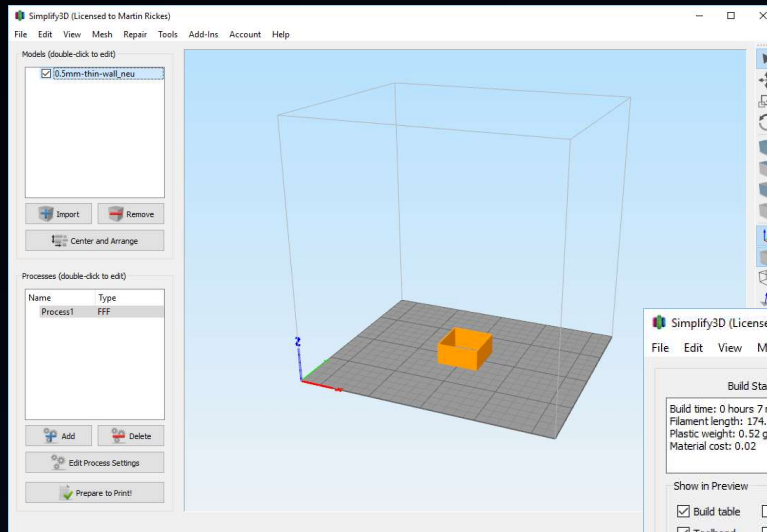 Simplify3D (Licensed to Martin Rickes)
File Edit View Mesh Repair Tools Add-Ins Account Help
Models (double-click to edit)
0.5mm-thin-wall_neu
Import Remove
Center and Arrange
Processes (double-click to edit)
Name Type
Process1 FFF
Add Delete
Edit Process Settings
Prepare to Print!
Z
Simplify3D (License
File Edit View M
Build Sta
Build time: 0 hours 7 m
Filament length: 174.
Plastic weight: 0.52 g
Material cost: 0.02
Show in Preview
Build table